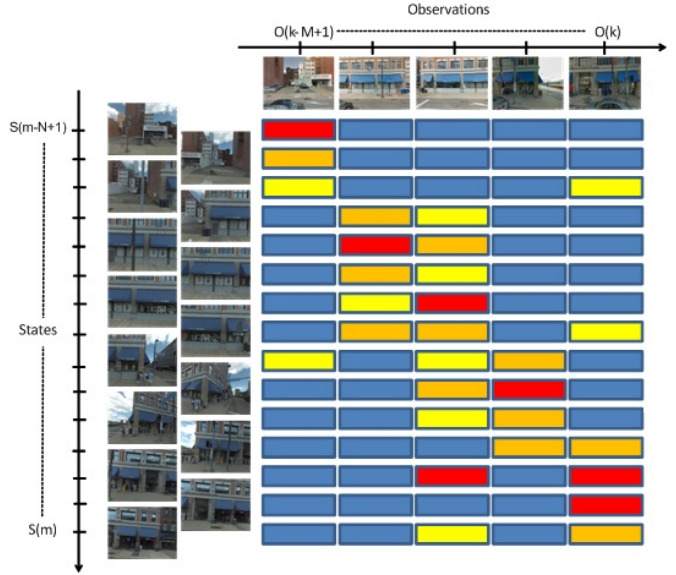 Observations
O(k-M+1)
O(k)
S(m-N+1)
States
S(m)